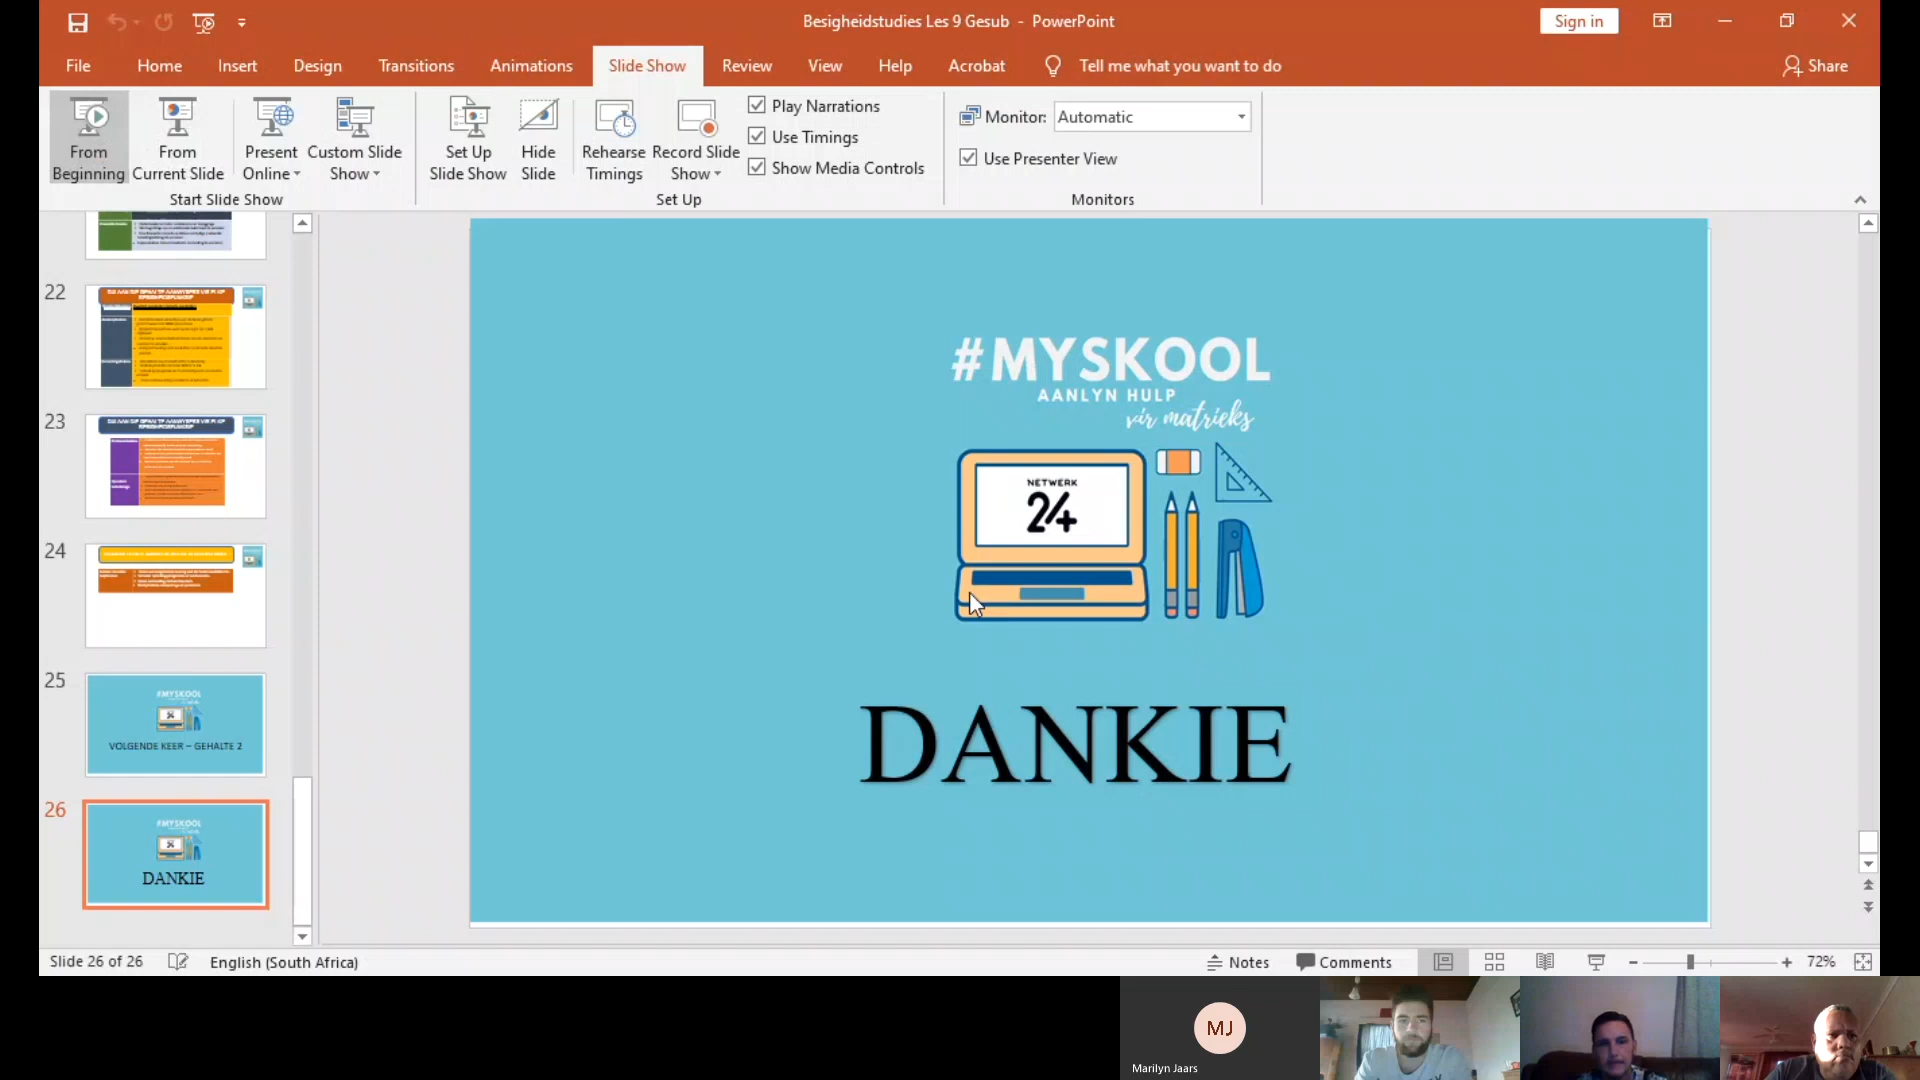 Besigheidstudies Les 9 Gesub - PowerPoint
Sign in
File Home Insert Design Transitions Animations Slide Show Review View Help Acrobat Tell me what you want to do Share
From Beginning
From Current Slide
Present Online
Custom Slide Show
Start Slide Show
Set Up Slide Show
Hide Slide
Rehearse Timings
Record Slide Show
Play Narrations
Use Timings
Show Media Controls
Set Up
Monitor: Automatic
Use Presenter View
Monitors
22
23
24
25
#MYSKOOL
VOLGENDE KEER – GEHALTE 2
26
#MYSKOOL
DANKIE
#MYSKOOL
AANLYN HULP
vir matrieks
NETWERK
24
DANKIE
Slide 26 of 26
English (South Africa)
Notes
Comments
72%
MJ
Marilyn Jaars